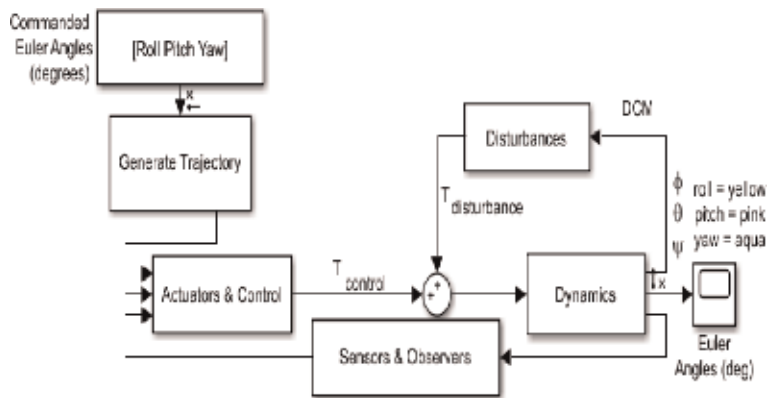 Commanded
Euler Angles
(degrees)
[Roll Pitch Yaw]
x
Generate Trajectory
Disturbances
DCM
T
disturbance
ϕ roll = yellow
θ pitch = pink
ψ yaw = aqua
Actuators & Control
T
control
+
+
Dynamics
x
Euler
Angles (deg)
Sensors & Observers